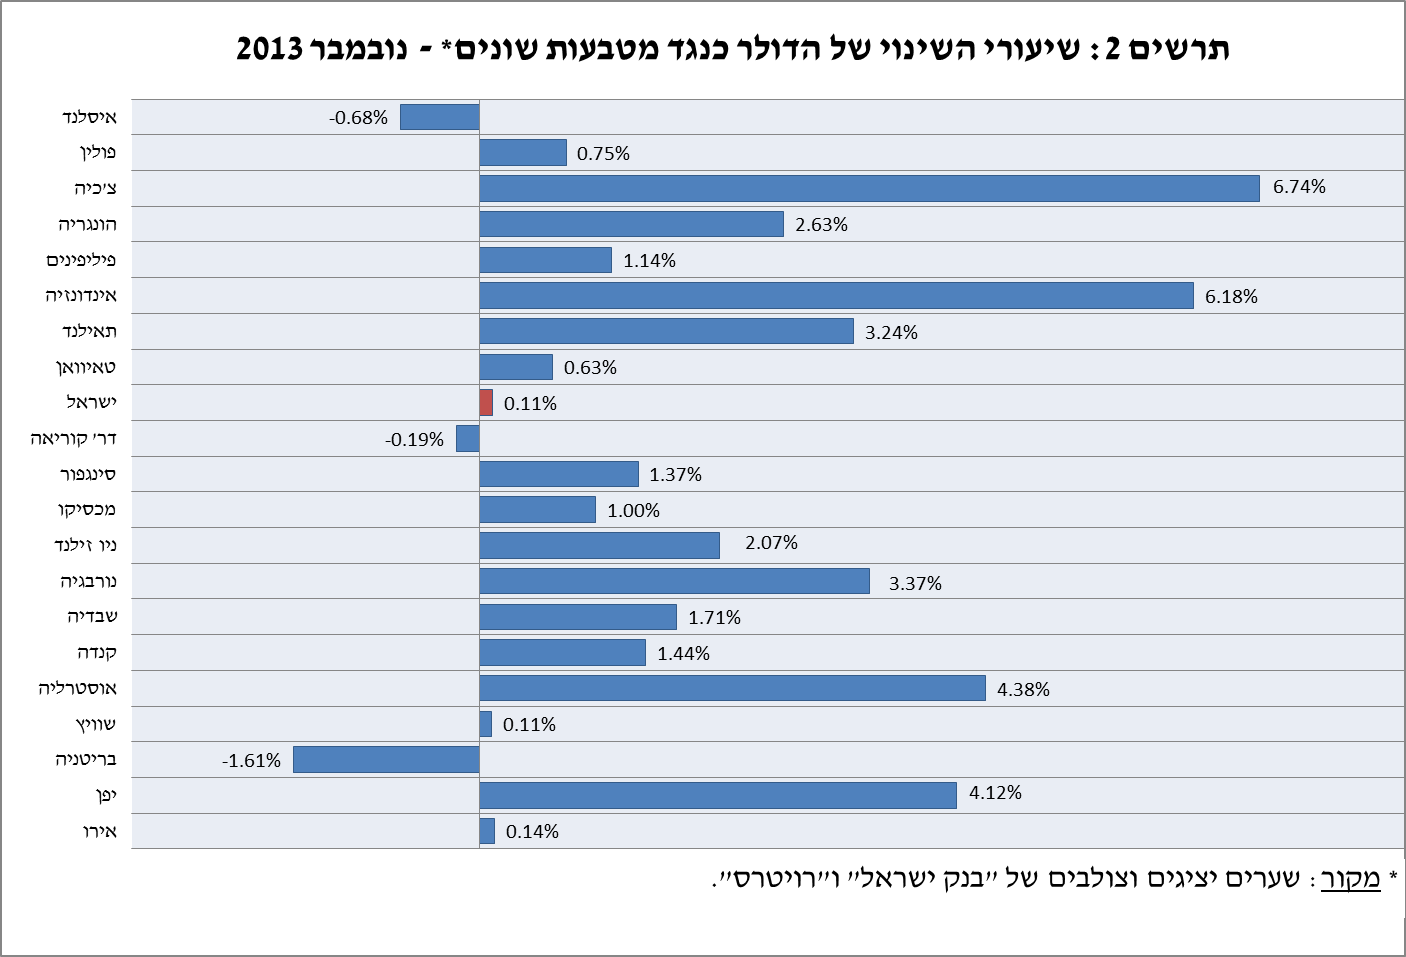 תרשים 2: שיעורי השינוי של הדולר כנגד מטבעות שונים* - נובמבר 2013
איסלנד -0.68%
פולין 0.75%
צ'כיה 6.74%
הונגריה 2.63%
פיליפינים 1.14%
אינדונזיה 6.18%
תאילנד 3.24%
טאיוואן 0.63%
ישראל 0.11%
דר' קוריאה -0.19%
סינגפור 1.37%
מכסיקו 1.00%
ניו זילנד 2.07%
נורבגיה 3.37%
שבדיה 1.71%
קנדה 1.44%
אוסטרליה 4.38%
שוויץ 0.11%
בריטניה -1.61%
יפן 4.12%
אירו 0.14%
* מקור: שערים יציגים וצולבים של "בנק ישראל" ו"רויטרס".